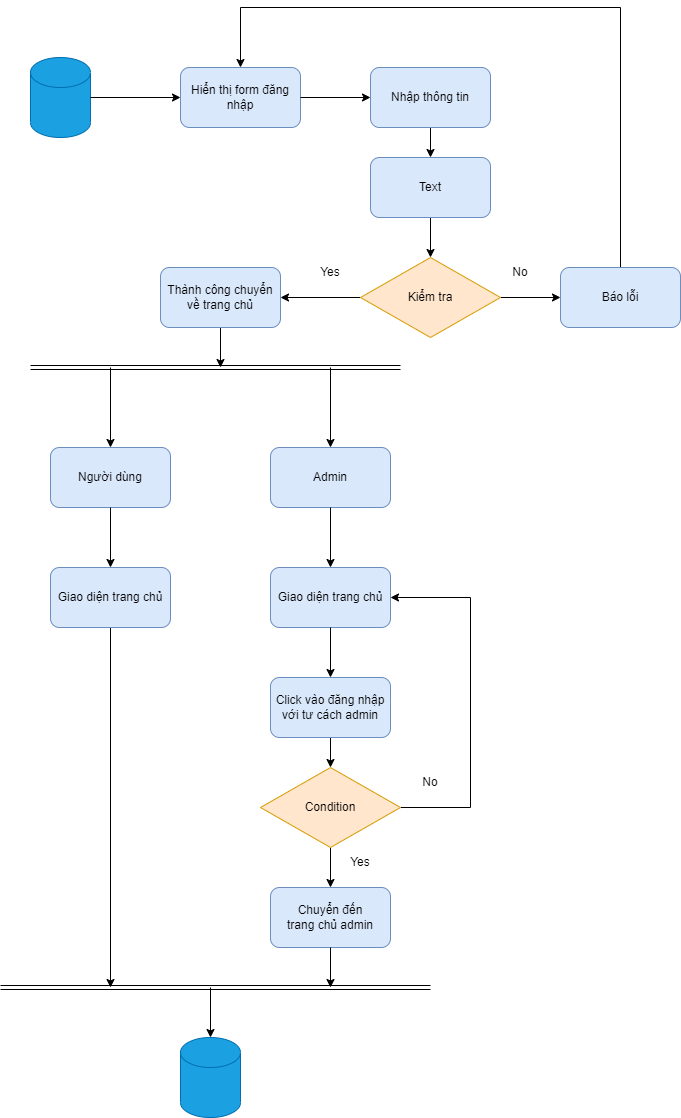 Hiển thị form đăng
nhập
Nhập thông tin
Text
Yes
No
Thành công chuyển
về trang chủ
Kiểm tra
Báo lỗi
Người dùng
Admin
Giao diện trang chủ
Giao diện trang chủ
Click vào đăng nhập
với tư cách admin
No
Condition
Yes
Chuyển đến
trang chủ admin